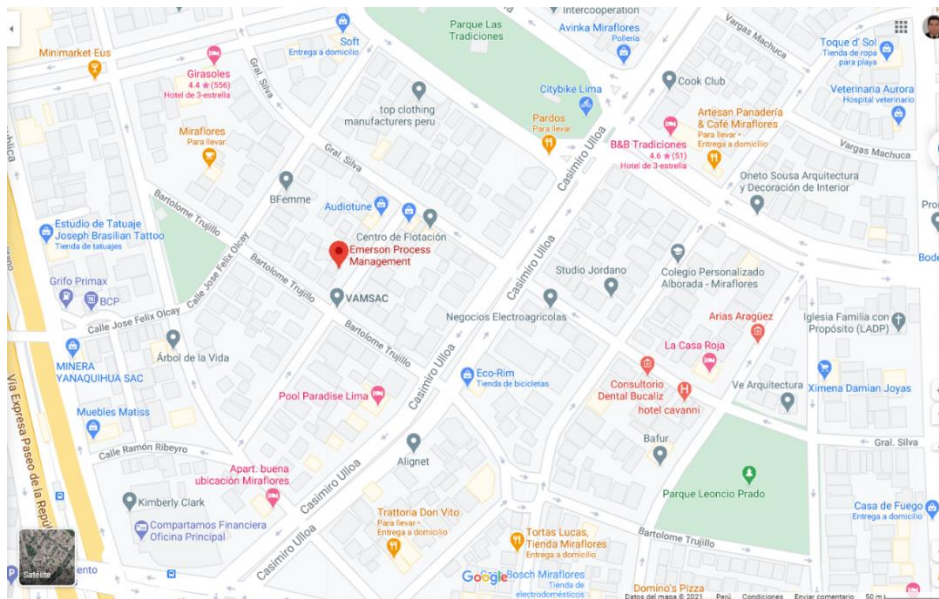 Intercooperation
Parque Las
Tradiciones
Avinka Miraflores
Pollería
Vargas Machuca
Soft
Entrega a domicilio
Toque d' Sol
Tienda de ropa
para playa
Minimarket Eus
Gral. Silva
Girasoles
4.4 ★ (556)
Hotel de 3-estrella
Cook Club
Citybike Lima
Veterinaria Aurora
Hospital veterinario
top clothing
manufacturers peru
Pardos
Para llevar
Artesan Panadería
& Café Miraflores
Para llevar -
Entrega a domicilio
Miraflores
Para llevar
B&B Tradiciones
4.6 ★ (51)
Hotel de 3-estrella
Vargas Machuca
Gral. Silva
Casimiro Ulloa
Oneto Sousa Arquitectura
y Decoración de Interior
BFemme
Bartolome Trujillo
Audiotune
Centro de Flotación
Estudio de Tatuaje
Joseph Brasilian Tattoo
Tienda de tatuajes
Emerson Process
Management
Calle Jose Felix Olcay
Bartolome Trujillo
Casimiro Ulloa
Studio Jordano
Colegio Personalizado
Alborada - Miraflores
Bode
Grifo Primax
BCP
VAMSAC
Negocios Electroagricolas
Arias Aragüez
Iglesia Familia con
Propósito (LADP)
Calle Jose Felix Olcay
Bartolome Trujillo
Árbol de la Vida
La Casa Roja
MINERA
YANAQUIHUA SAC
Casimiro Ulloa
Eco-Rim
Tienda de bicicletas
Consultorio
Dental Bucaliz
Ve Arquitectura
Ximena Damian Joyas
Pool Paradise Lima
hotel cavanni
Muebles Matiss
Vía Expresa Paseo de la Repul
Bafur
Gral. Silva
Calle Ramón Ribeyro
Alignet
Apart. buena
ubicación Miraflores
Casimiro Ulloa
Parque Leoncio Prado
Kimberly Clark
Trattoria Don Vito
Para llevar -
Entrega a domicilio
Casa de Fuego
Entrega a domicilio
Compartamos Financiera
Oficina Principal
Tortas Lucas,
Tienda Miraflores
Entrega a domicilio
Bartolome Trujillo
Casimiro Ulloa
Satélite
ento
Google
Bosch Miraflores
Tienda de
electrodomésticos
Domino's Pizza
Datos del mapa © 2021 Perú Condiciones Enviar comentario 50 m